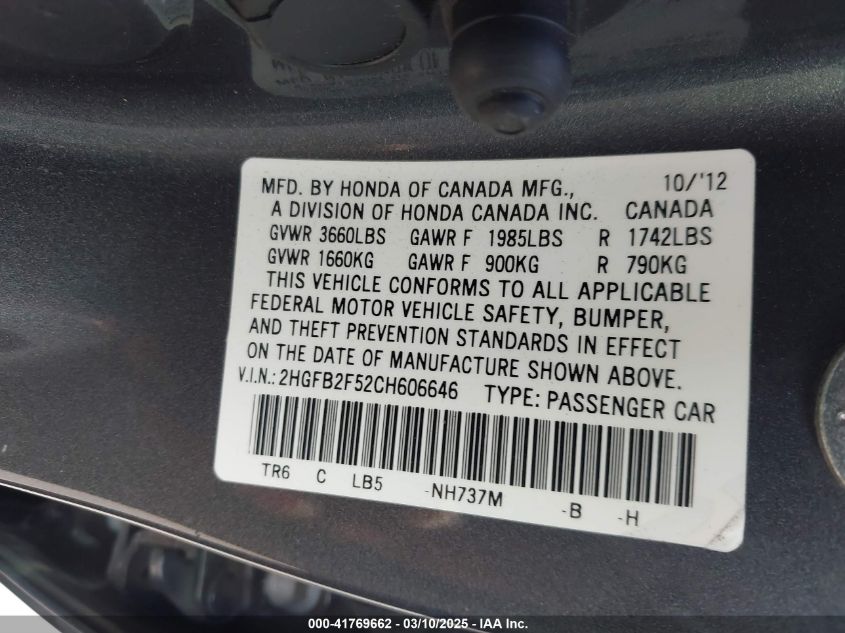 MFD. BY HONDA OF CANADA MFG., 10/'12
A DIVISION OF HONDA CANADA INC. CANADA
GVWR 3660LBS GAWR F 1985LBS R 1742LBS
GVWR 1660KG GAWR F 900KG R 790KG
THIS VEHICLE CONFORMS TO ALL APPLICABLE
FEDERAL MOTOR VEHICLE SAFETY, BUMPER,
AND THEFT PREVENTION STANDARDS IN EFFECT
ON THE DATE OF MANUFACTURE SHOWN ABOVE.
V.I.N.: 2HGFB2F52CH606646 TYPE: PASSENGER CAR
TR6 C LB5 -NH737M -B -H
000-41769662 - 03/10/2025 - IAA Inc.